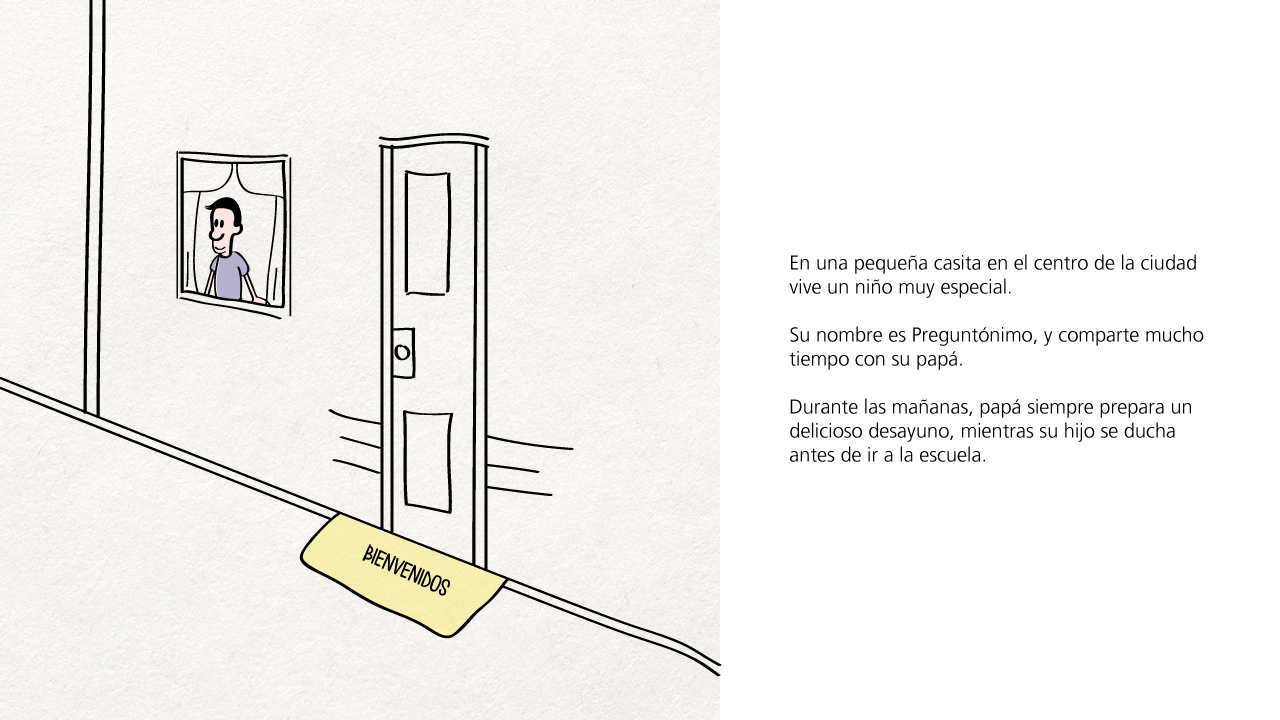 BIENVENIDOS
En una pequeña casita en el centro de la ciudad
vive un niño muy especial.
Su nombre es Preguntónimo, y comparte mucho
tiempo con su papá.
Durante las mañanas, papá siempre prepara un
delicioso desayuno, mientras su hijo se ducha
antes de ir a la escuela.